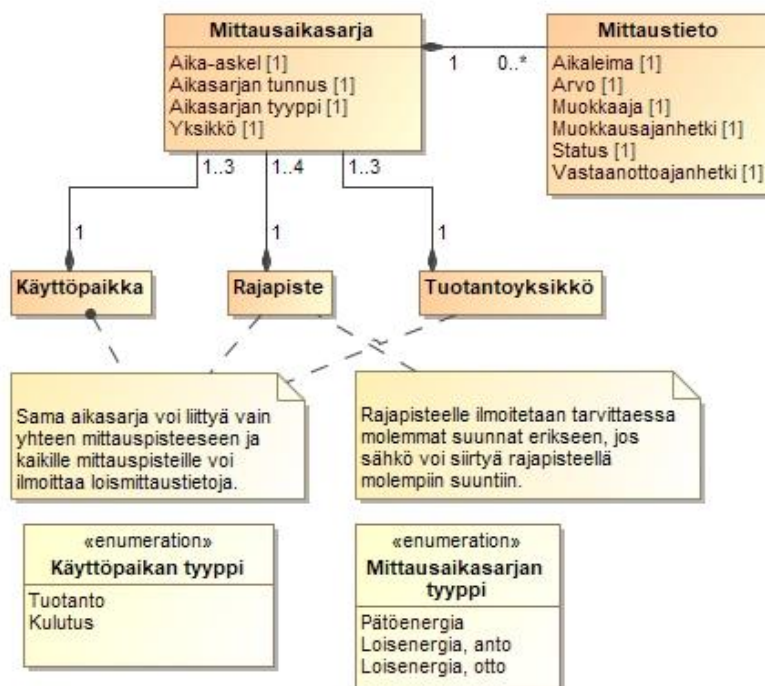 Mittausaikasarja
Aika-askel [1]
Aikasarjan tunnus [1]
Aikasarjan tyyppi [1]
Yksikkö [1]
1
0..*
Mittaustieto
Aikaleima [1]
Arvo [1]
Muokkaaja [1]
Muokkausajanhetki [1]
Status [1]
Vastaanottoajanhetki [1]
1..3
1..4
1..3
1
1
1
Käyttöpaikka
Rajapiste
Tuotantoyksikkö
Sama aikasarja voi liittyä vain
yhteen mittauspisteeseen ja
kaikille mittauspisteille voi
ilmoittaa loismittaustietoja.
Rajapisteelle ilmoitetaan tarvittaessa
molemmat suunnat erikseen, jos
sähkö voi siirtyä rajapisteellä
molempiin suuntiin.
«enumeration»
Käyttöpaikan tyyppi
Tuotanto
Kulutus
«enumeration»
Mittausaikasarjan
tyyppi
Pätöenergia
Loisenergia, anto
Loisenergia, otto